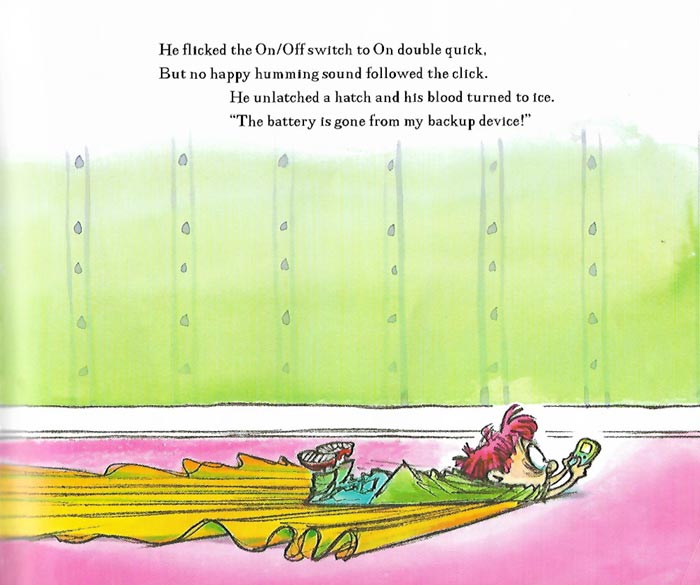 He flicked the On/Off switch to On double quick,
But no happy humming sound followed the click.
He unlatched a hatch and his blood turned to ice.
“The battery is gone from my backup device!”